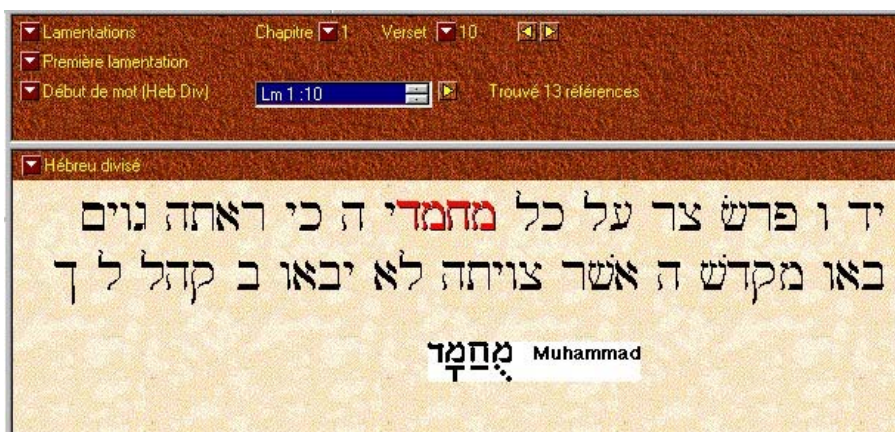 Lamentations Chapitre 1 Verset 10
Première lamentation
Début de mot (Heb Div) Lm 1 :10 Trouvé 13 références
Hébreu divisé
יד ו פרשׂ צר על כל מחמדי ה כי ראתה גוים
באו מקדשׁ ה אשׁר צויתה לא יבאו ב קהל ל ך
מֻחַמָד Muhammad